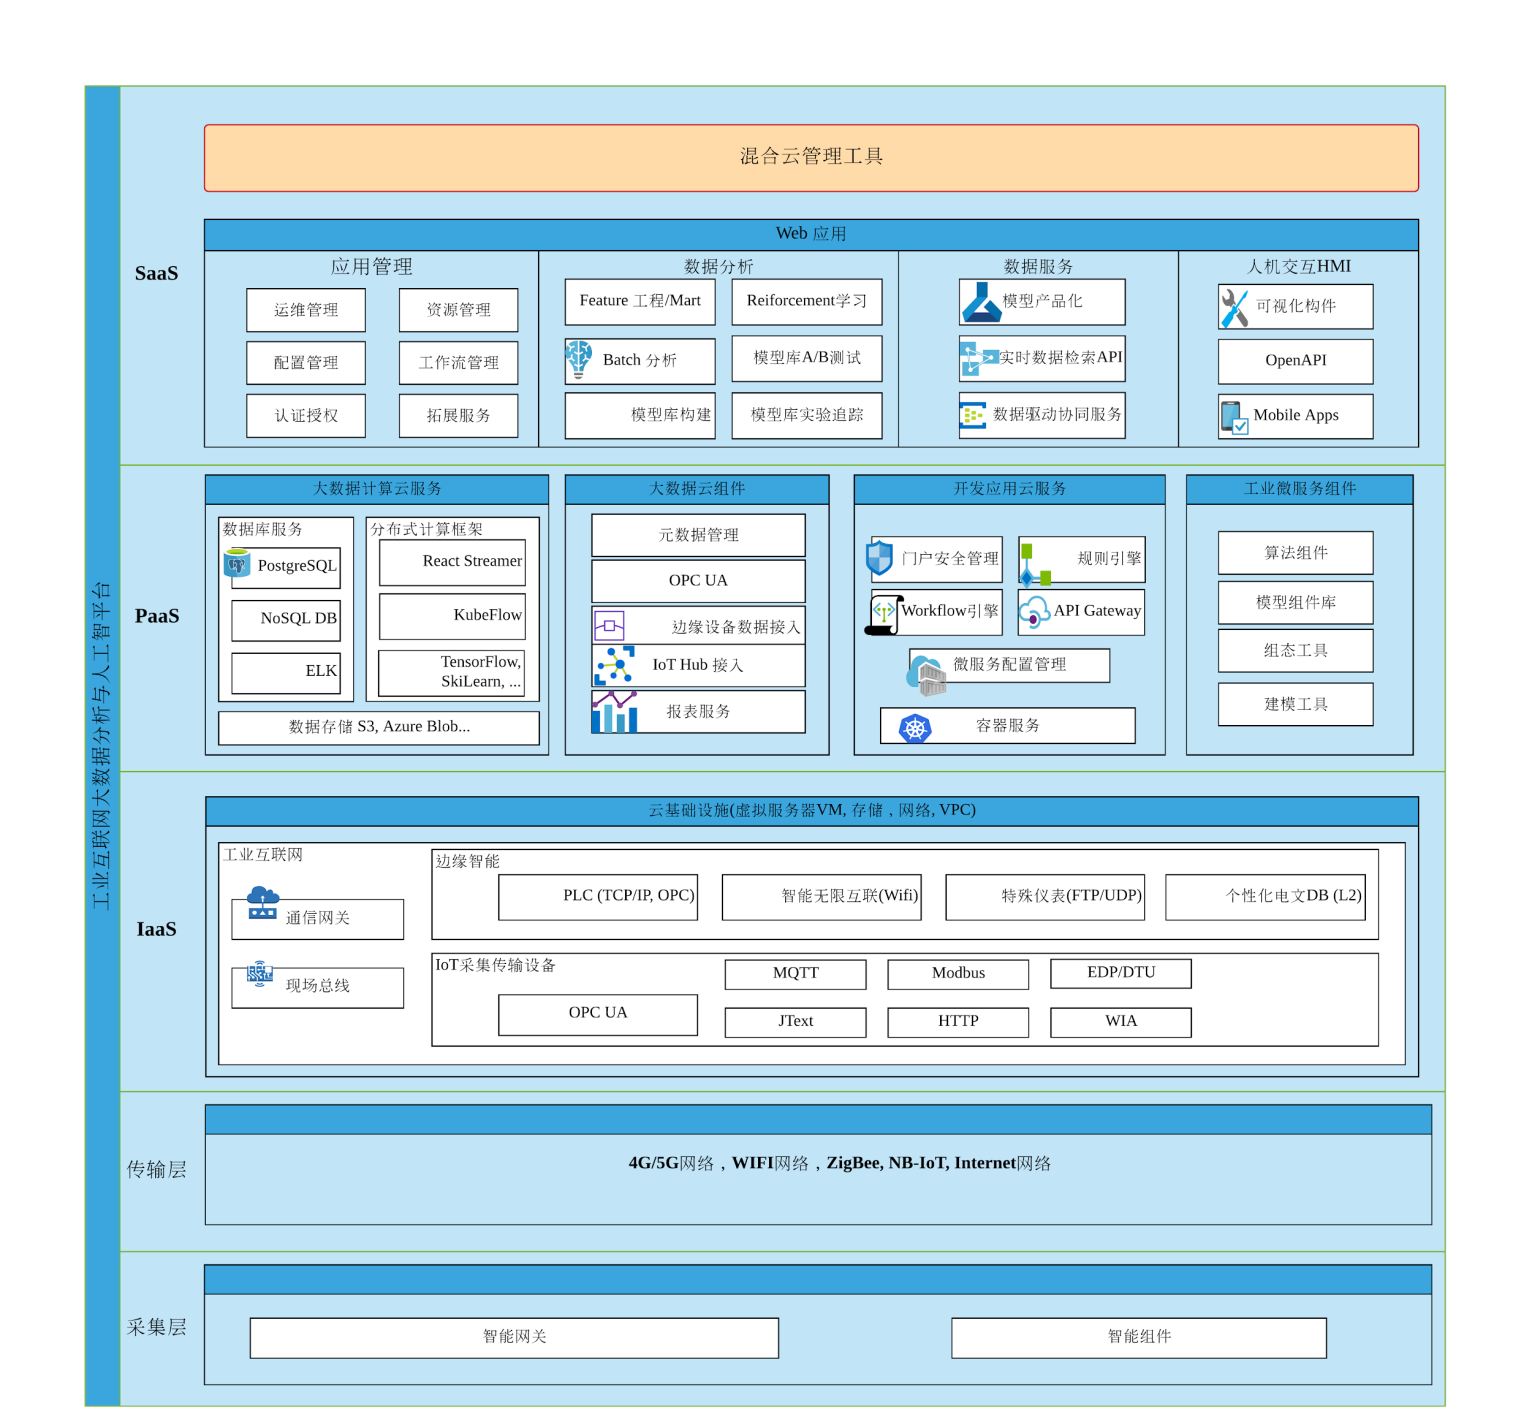 工业互联网大数据分析与人工智平台
SaaS
混合云管理工具
Web 应用
应用管理
运维管理
资源管理
配置管理
工作流管理
认证授权
拓展服务
数据分析
Feature 工程/Mart
Reiforcement学习
Batch 分析
模型库A/B测试
模型库构建
模型库实验追踪
数据服务
模型产品化
实时数据检索API
数据驱动协同服务
人机交互HMI
可视化构件
OpenAPI
Mobile Apps
PaaS
大数据计算云服务
数据库服务
PostgreSQL
NoSQL DB
ELK
分布式计算框架
React Streamer
KubeFlow
TensorFlow,
SkiLearn, ...
数据存储 S3, Azure Blob...
大数据云组件
元数据管理
OPC UA
边缘设备数据接入
IoT Hub 接入
报表服务
开发应用云服务
门户安全管理
规则引擎
Workflow引擎
API Gateway
微服务配置管理
容器服务
工业微服务组件
算法组件
模型组件库
组态工具
建模工具
IaaS
云基础设施(虚拟服务器VM, 存储，网络, VPC)
工业互联网
通信网关
现场总线
边缘智能
PLC (TCP/IP, OPC)
智能无限互联(Wifi)
特殊仪表(FTP/UDP)
个性化电文DB (L2)
IoT采集传输设备
OPC UA
MQTT
Modbus
EDP/DTU
JText
HTTP
WIA
传输层
4G/5G网络，WIFI网络，ZigBee, NB-IoT, Internet网络
采集层
智能网关
智能组件